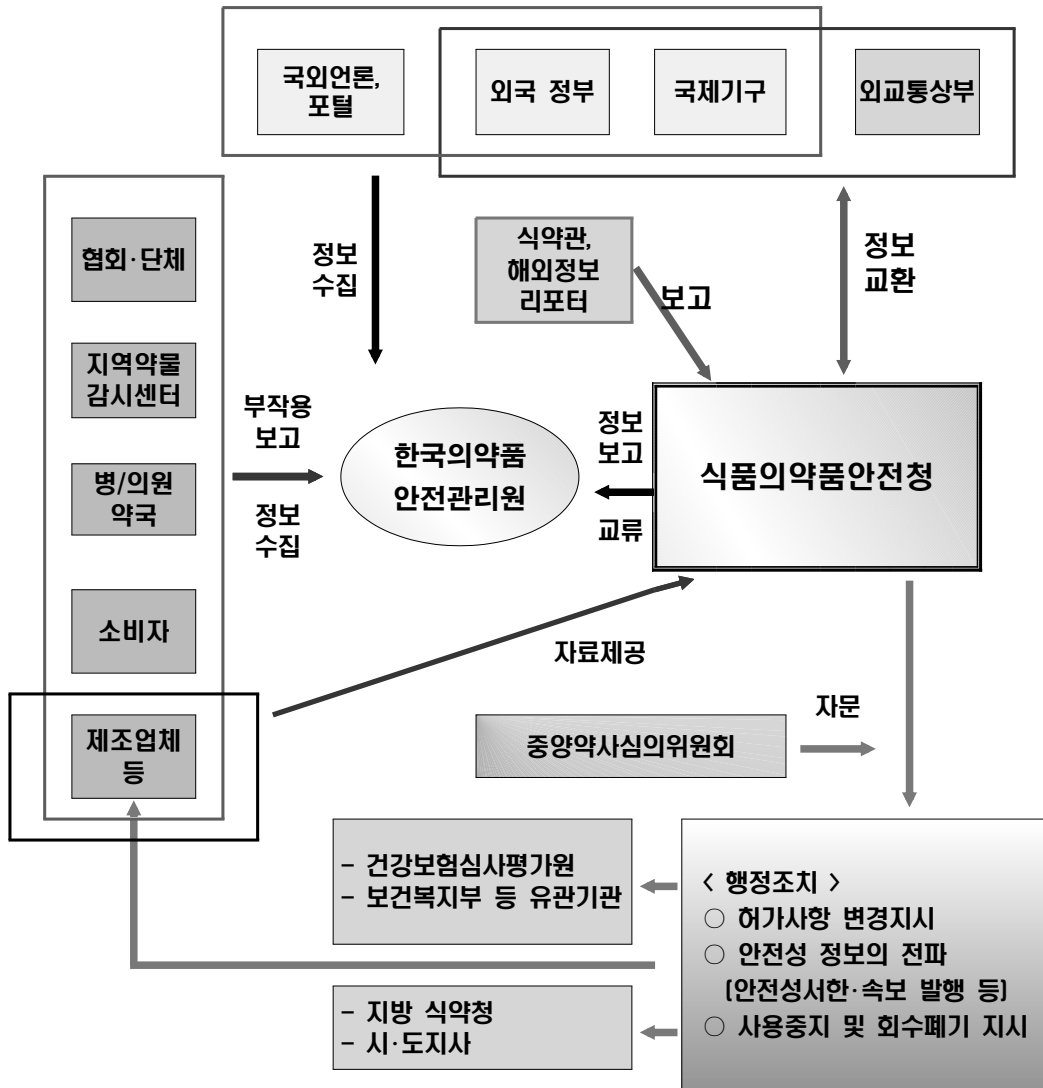 국외언론,
포털
외국 정부
국제기구
외교통상부
협회·단체
정보
수집
식약관,
해외정보
리포터
보고
정보
교환
지역약물
감시센터
부작용
보고
한국의약품
안전관리원
정보
보고
식품의약품안전청
병/의원
약국
정보
수집
교류
소비자
자료제공
제조업체
등
중앙약사심의위원회
자문
- 건강보험심사평가원
- 보건복지부 등 유관기관
< 행정조치 >
○ 허가사항 변경지시
○ 안전성 정보의 전파
(안전성서한·속보 발행 등)
○ 사용중지 및 회수폐기 지시
- 지방 식약청
- 시·도지사